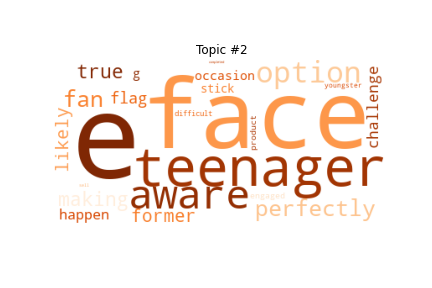 Topic #2
true
g
occasion
option
stick
youngster
fan
flag
face
difficult
product
challenge
likely
e
teenager
making
aware
engaged
perfectly
happen
former